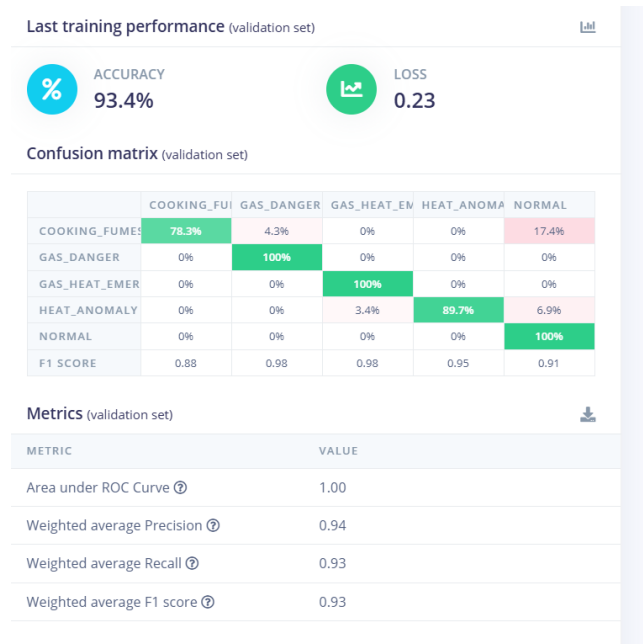 Last training performance (validation set)
ACCURACY
93.4%
LOSS
0.23
Confusion matrix (validation set)
COOKING_FUI GAS_DANGER GAS_HEAT_EM HEAT_ANOMA NORMAL
COOKING_FUMES 78.3% 4.3% 0% 0% 17.4%
GAS_DANGER 0% 100% 0% 0% 0%
GAS_HEAT_EMER 0% 0% 100% 0% 0%
HEAT_ANOMALY 0% 0% 3.4% 89.7% 6.9%
NORMAL 0% 0% 0% 0% 100%
F1 SCORE 0.88 0.98 0.98 0.95 0.91
Metrics (validation set)
METRIC VALUE
Area under ROC Curve 1.00
Weighted average Precision 0.94
Weighted average Recall 0.93
Weighted average F1 score 0.93